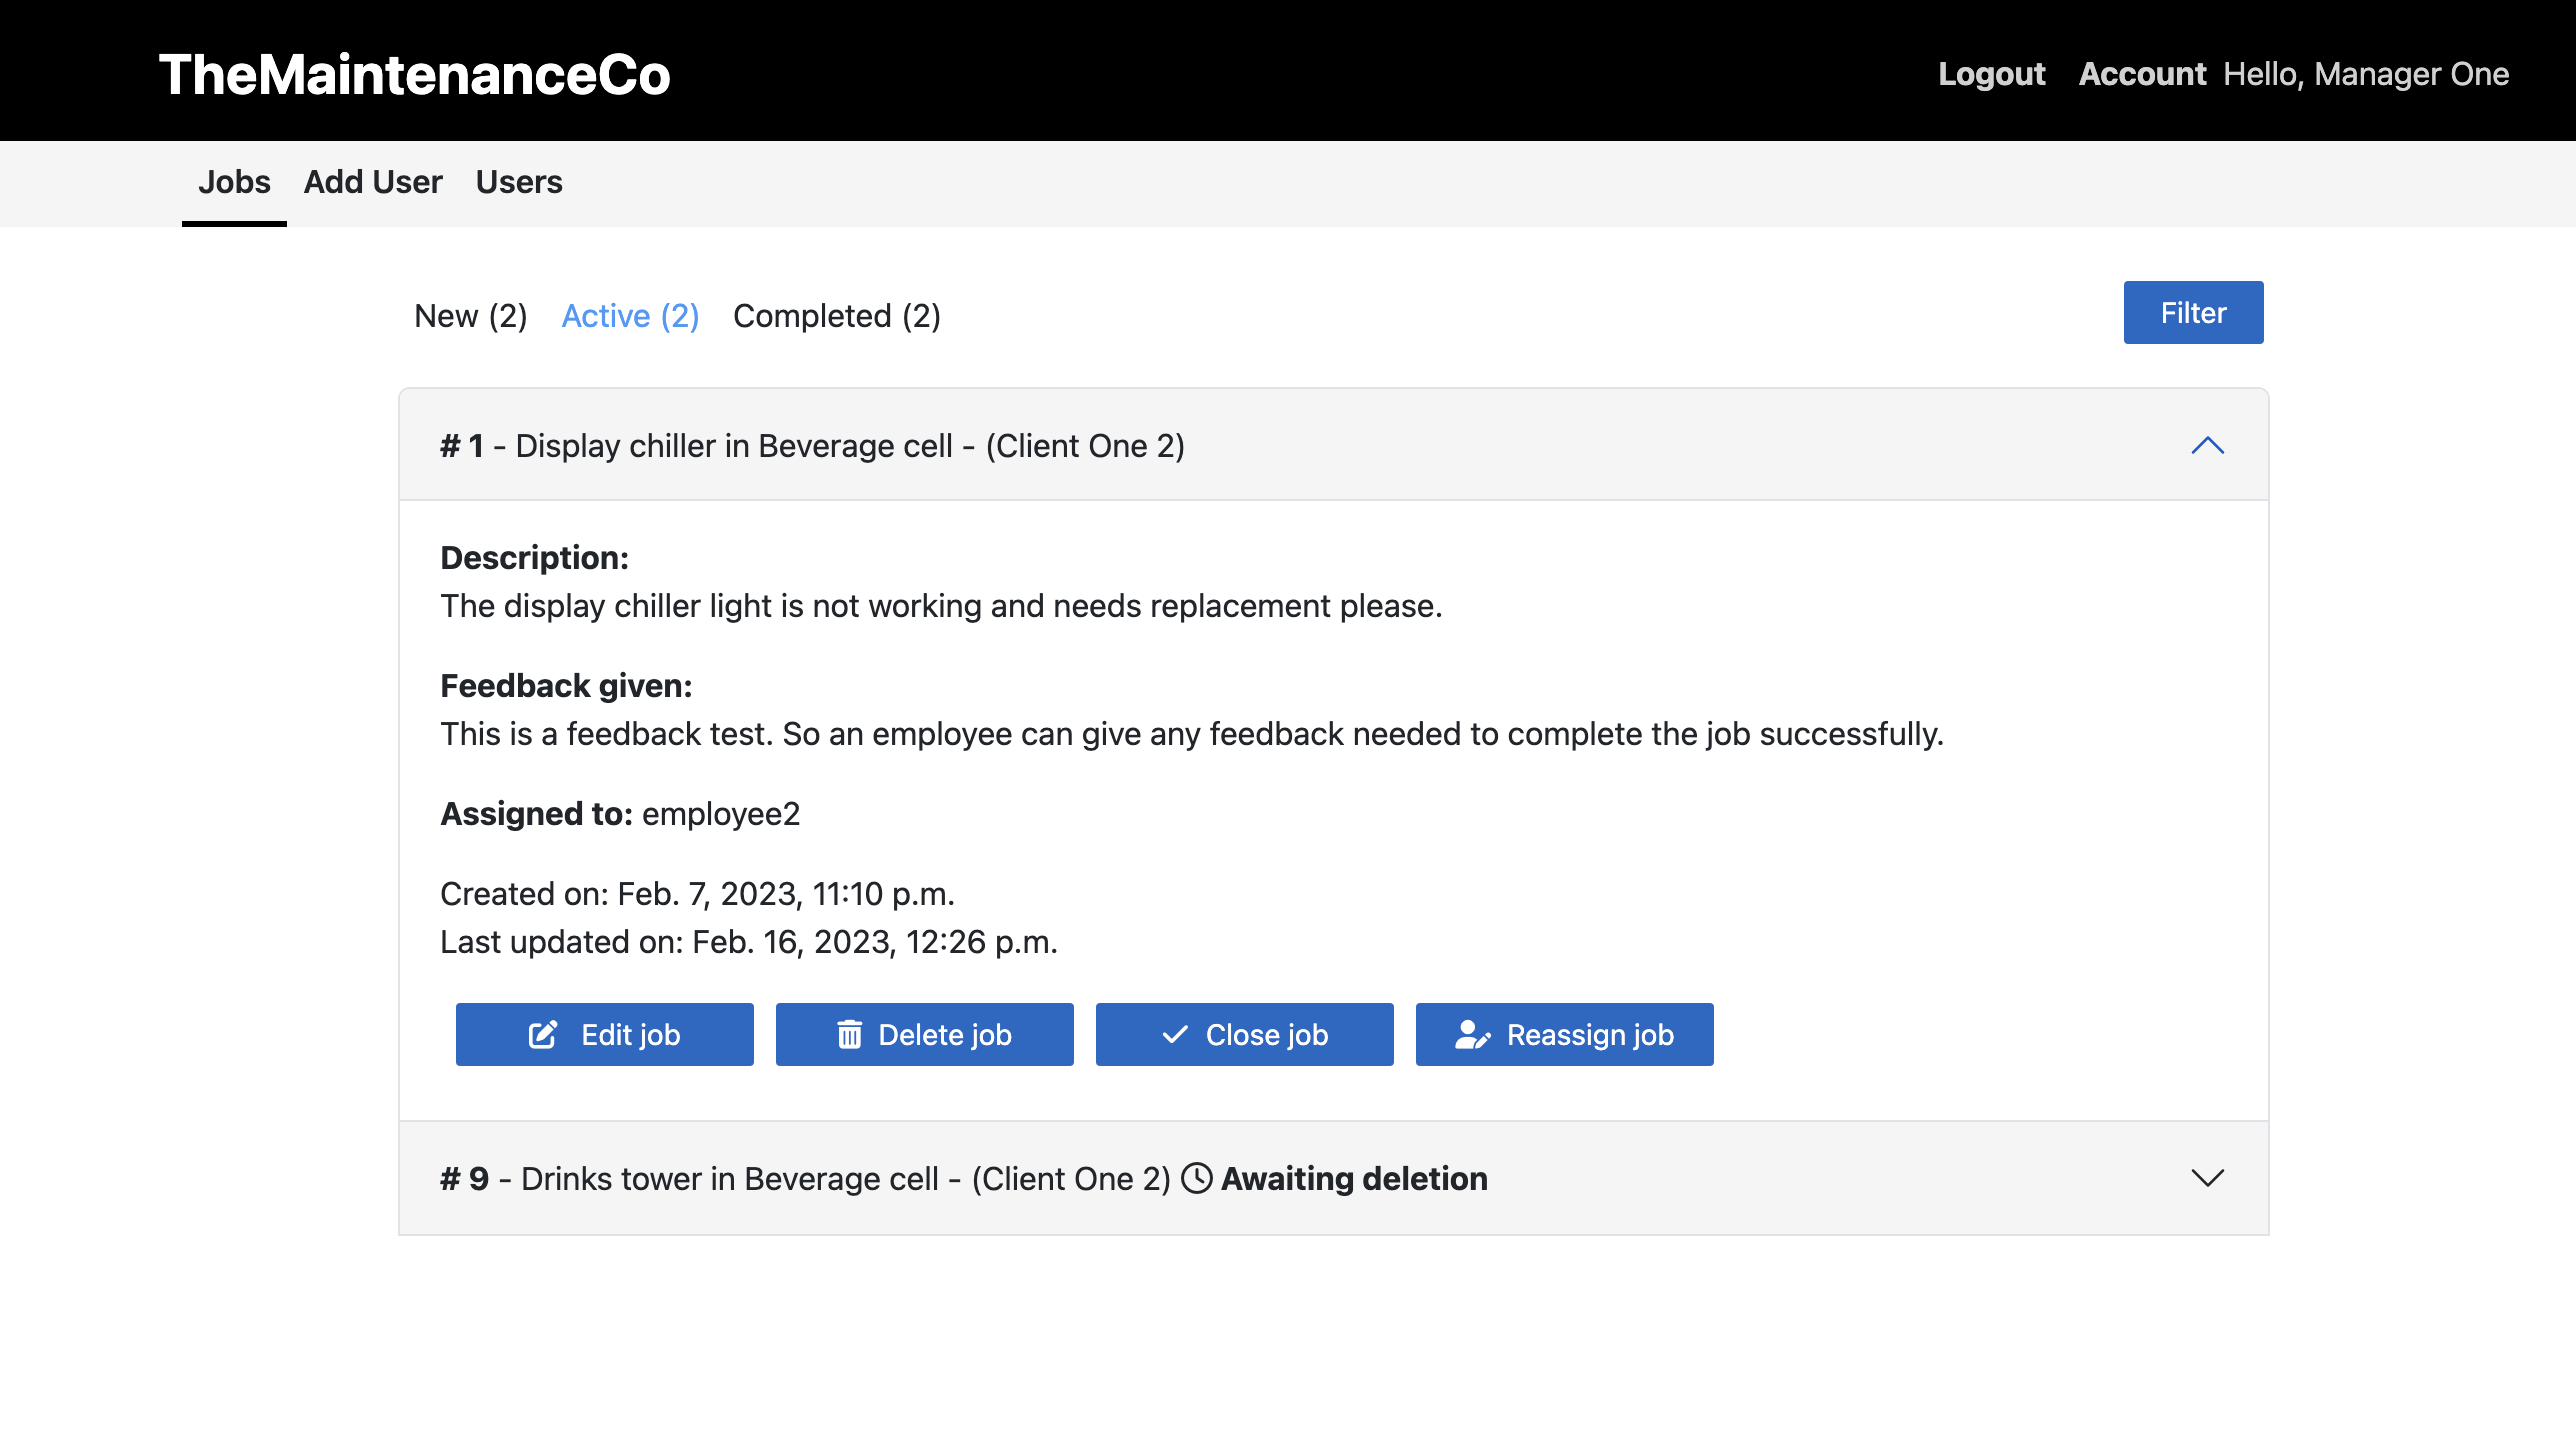 TheMaintenanceCo
Logout Account Hello, Manager One
Jobs Add User Users
New (2) Active (2) Completed (2)
Filter
# 1 - Display chiller in Beverage cell - (Client One 2)
Description:
The display chiller light is not working and needs replacement please.
Feedback given:
This is a feedback test. So an employee can give any feedback needed to complete the job successfully.
Assigned to: employee2
Created on: Feb. 7, 2023, 11:10 p.m.
Last updated on: Feb. 16, 2023, 12:26 p.m.
Edit job Delete job Close job Reassign job
# 9 - Drinks tower in Beverage cell - (Client One 2) Awaiting deletion